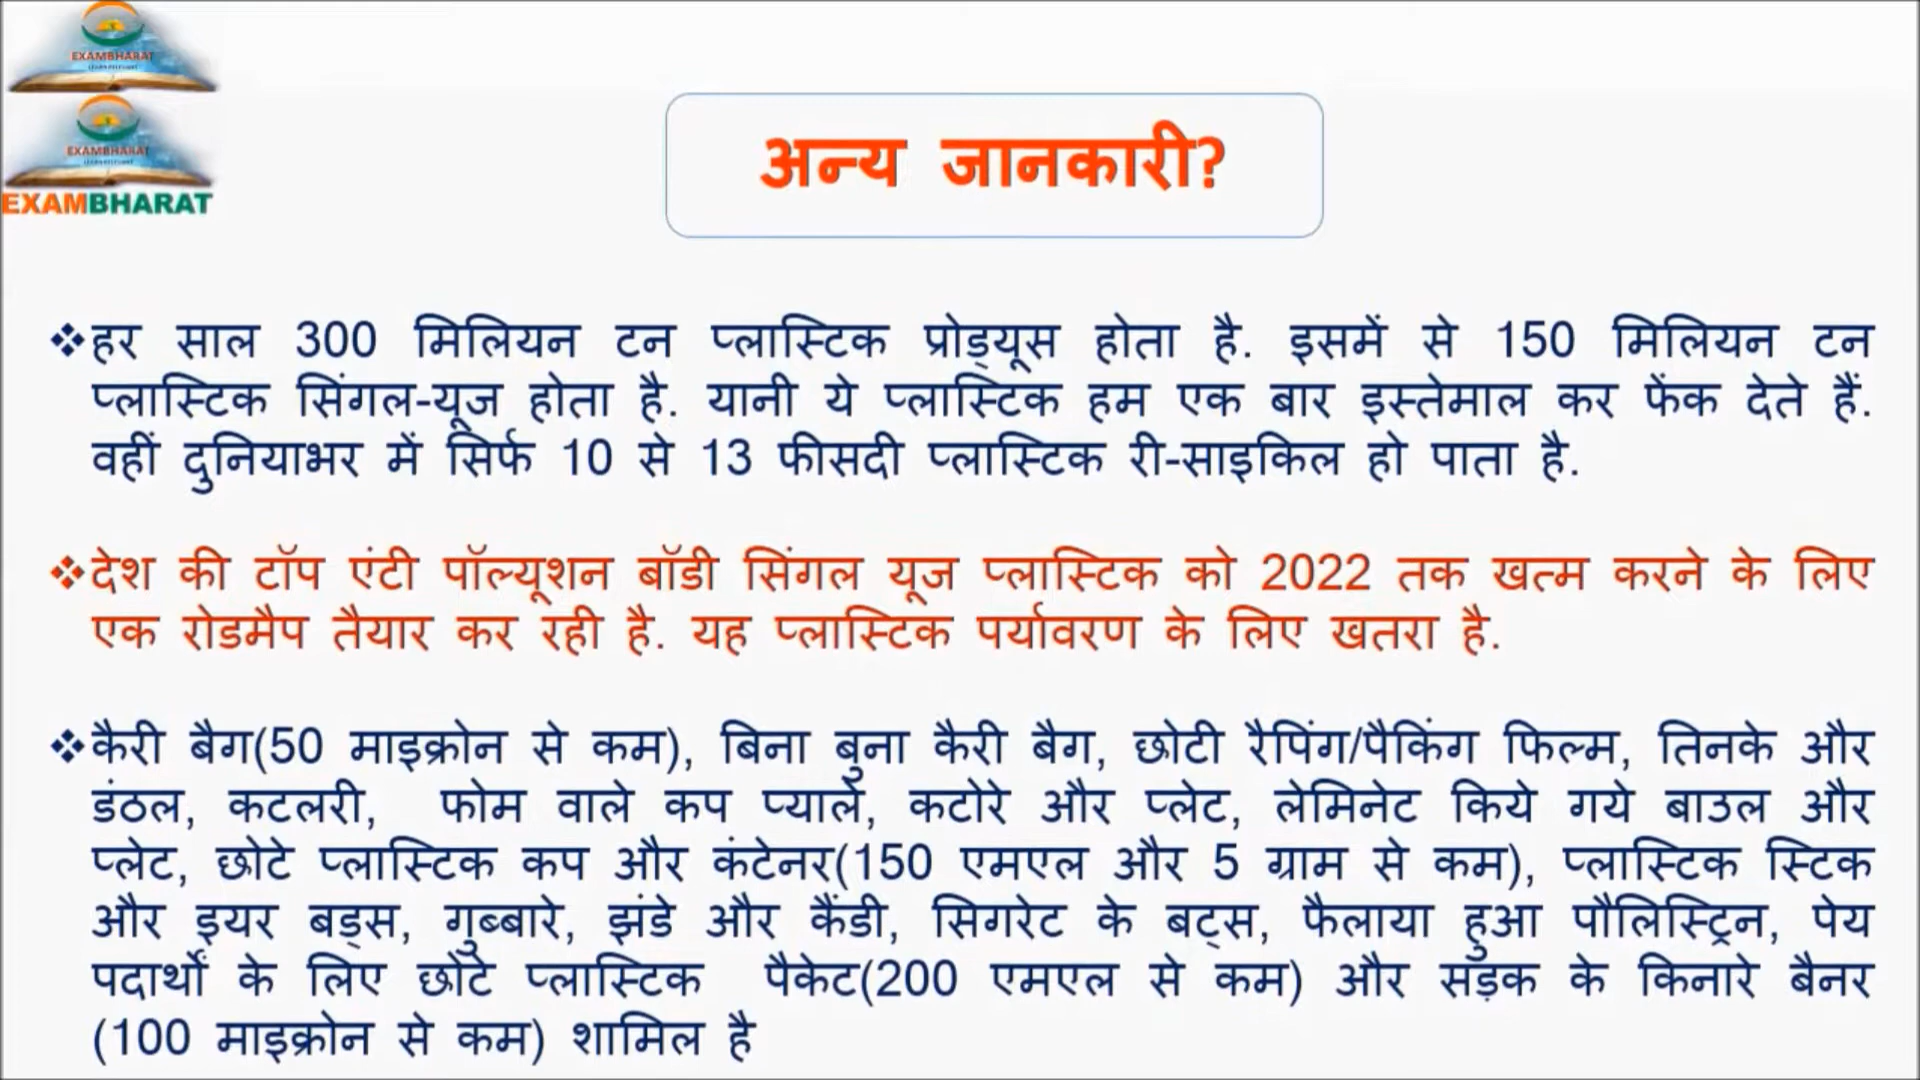 EXAMBHARAT
EXAMBHARAT
EXAMBHARAT
अन्य जानकारी?
❖हर साल 300 मिलियन टन प्लास्टिक प्रोड्यूस होता है. इसमें से 150 मिलियन टन
प्लास्टिक सिंगल-यूज होता है. यानी ये प्लास्टिक हम एक बार इस्तेमाल कर फेंक देते हैं.
वहीं दुनियाभर में सिर्फ 10 से 13 फीसदी प्लास्टिक री-साइकिल हो पाता है.
❖देश की टॉप एंटी पॉल्यूशन बॉडी सिंगल यूज प्लास्टिक को 2022 तक खत्म करने के लिए
एक रोडमैप तैयार कर रही है. यह प्लास्टिक पर्यावरण के लिए खतरा है.
❖कैरी बैग(50 माइक्रोन से कम), बिना बुना कैरी बैग, छोटी रैपिंग/पैकिंग फिल्म, तिनके और
डंठल, कटलरी, फोम वाले कप प्याले, कटोरे और प्लेट, लेमिनेट किये गये बाउल और
प्लेट, छोटे प्लास्टिक कप और कंटेनर(150 एमएल और 5 ग्राम से कम), प्लास्टिक स्टिक
और इयर बड्स, गुब्बारे, झंडे और कैंडी, सिगरेट के बट्स, फैलाया हुआ पौलिस्ट्रिन, पेय
पदार्थों के लिए छोटे प्लास्टिक पैकेट(200 एमएल से कम) और सड़क के किनारे बैनर
(100 माइक्रोन से कम) शामिल है